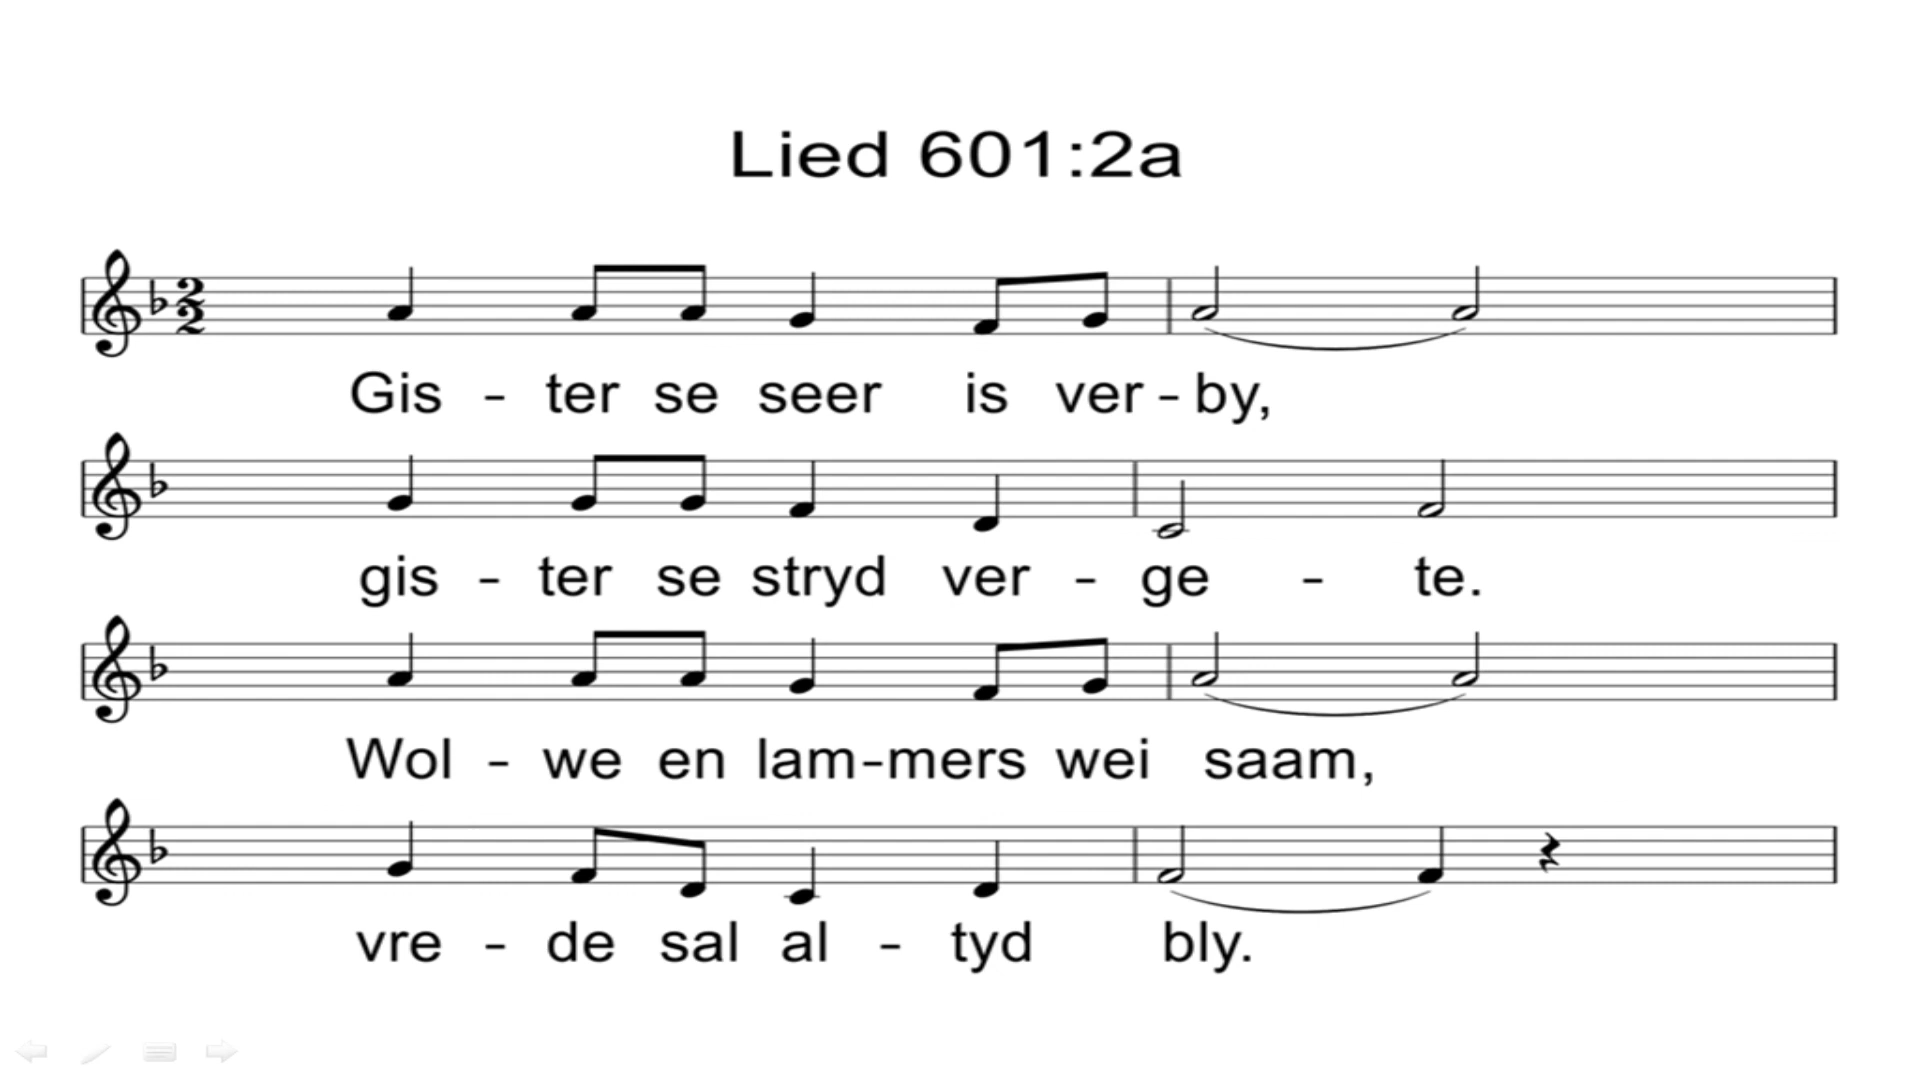 Lied 601:2a
Gis - ter se seer is ver - by,
gis - ter se stryd ver - ge - te.
Wol - we en lam - mers wei saam,
vre - de sal al - tyd bly.